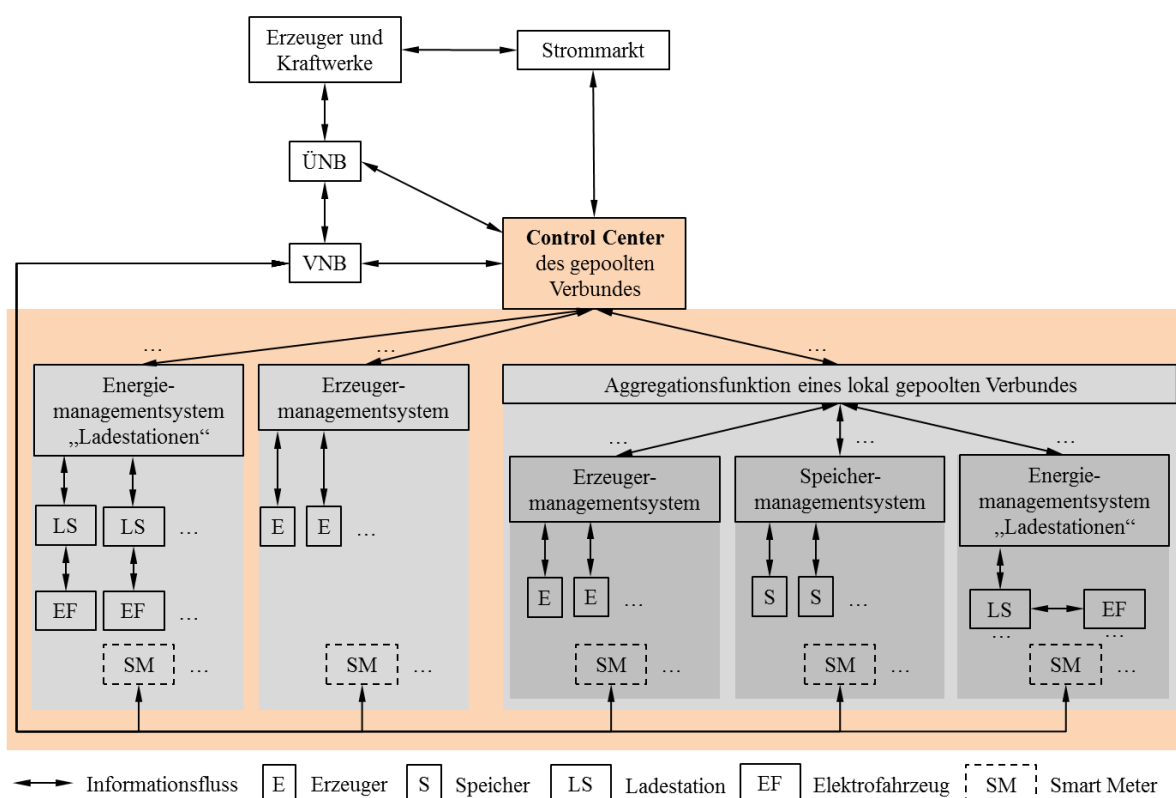 Erzeuger und
Kraftwerke
Strommarkt
ÜNB
VNB
Control Center
des gepoolten
Verbundes
…
…
…
Energie-
managementsystem
„Ladestationen“
Erzeuger-
managementsystem
Aggregationsfunktion eines lokal gepoolten Verbundes
…
…
…
Erzeuger-
managementsystem
Speicher-
managementsystem
Energie-
managementsystem
„Ladestationen“
LS LS …
E E …
E E …
S S …
LS EF
… …
EF EF …
SM …
SM …
SM …
SM …
SM …
Informationsfluss E Erzeuger S Speicher LS Ladestation EF Elektrofahrzeug SM Smart Meter